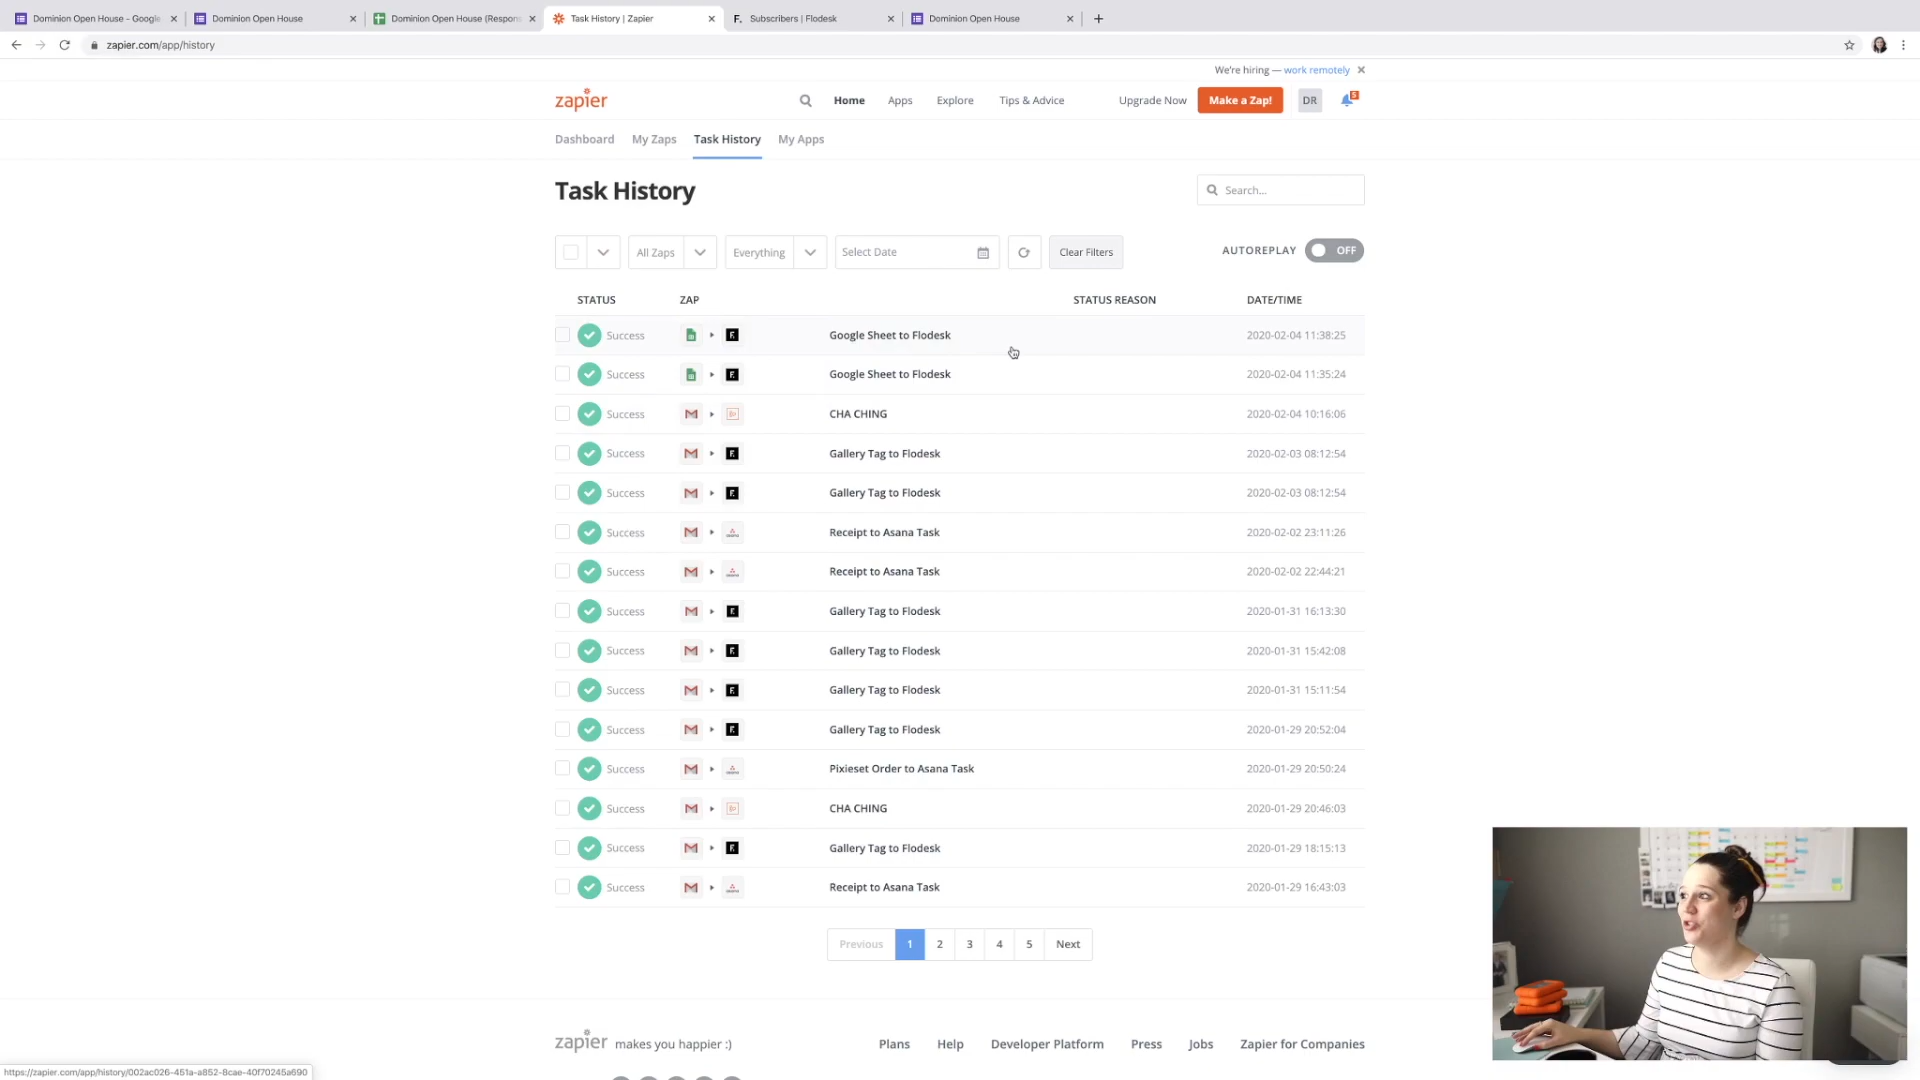 Dominion Open House - Google
Dominion Open House
Dominion Open House (Respons
Task History | Zapier
Subscribers | Flodesk
Dominion Open House
zapier.com/app/history
We're hiring — work remotely
zapier
Home
Apps
Explore
Tips & Advice
Upgrade Now
Make a Zap!
DR
5
Dashboard
My Zaps
Task History
My Apps
Task History
Search...
All Zaps
Everything
Select Date
Clear Filters
AUTOREPLAY
OFF
STATUS ZAP STATUS REASON DATE/TIME
Success Google Sheet to Flodesk 2020-02-04 11:38:25
Success Google Sheet to Flodesk 2020-02-04 11:35:24
Success CHA CHING 2020-02-04 10:16:06
Success Gallery Tag to Flodesk 2020-02-03 08:12:54
Success Gallery Tag to Flodesk 2020-02-03 08:12:54
Success Receipt to Asana Task 2020-02-02 23:11:26
Success Receipt to Asana Task 2020-02-02 22:44:21
Success Gallery Tag to Flodesk 2020-01-31 16:13:30
Success Gallery Tag to Flodesk 2020-01-31 15:42:08
Success Gallery Tag to Flodesk 2020-01-31 15:11:54
Success Gallery Tag to Flodesk 2020-01-29 20:52:04
Success Pixieset Order to Asana Task 2020-01-29 20:50:24
Success CHA CHING 2020-01-29 20:46:03
Success Gallery Tag to Flodesk 2020-01-29 18:15:13
Success Receipt to Asana Task 2020-01-29 16:43:03
Previous 1 2 3 4 5 Next
zapier makes you happier :)
Plans
Help
Developer Platform
Press
Jobs
Zapier for Companies
https://zapier.com/app/history/002ac026-451a-a852-8cae-40f70245a690